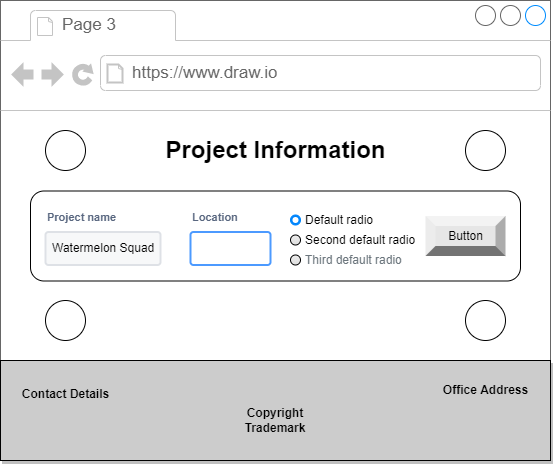 Page 3
https://www.draw.io
Project Information
Project name
Location
Watermelon Squad
Default radio
Second default radio
Third default radio
Button
Contact Details
Office Address
Copyright
Trademark